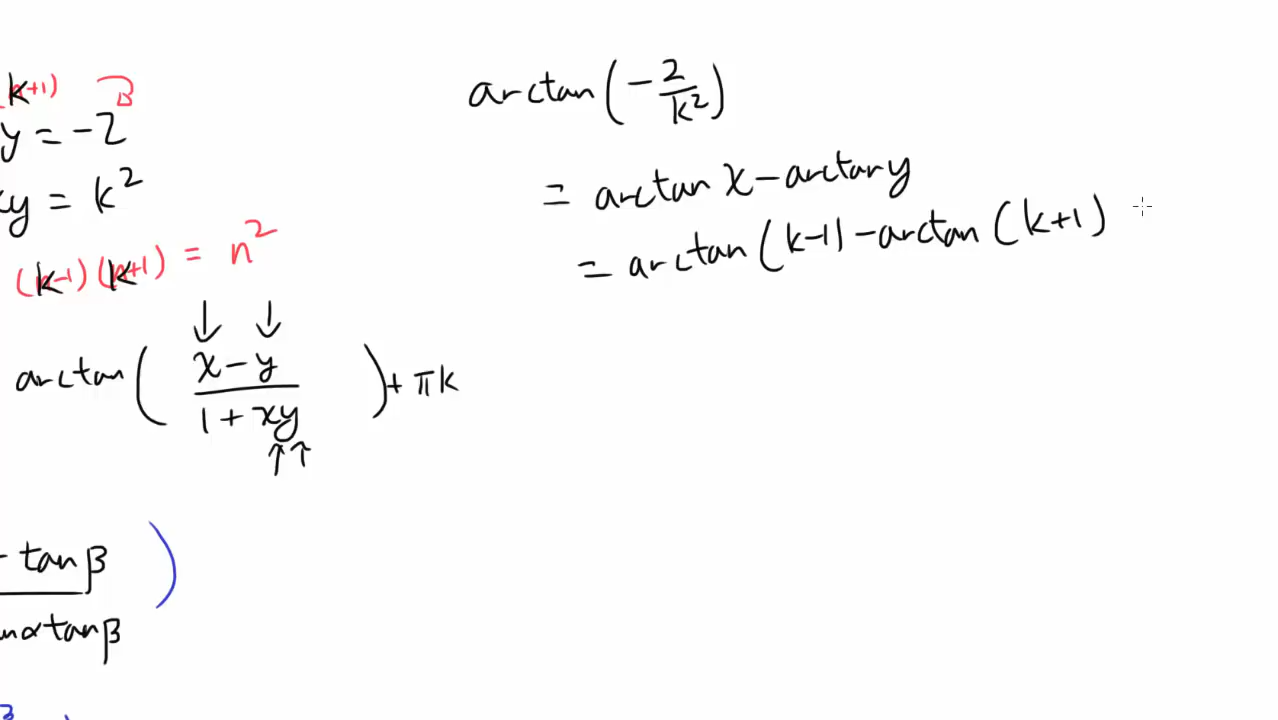 k+1)
y = -2
xy = k²
(k-1)(k+1) = n²
arctan( (x-y)/(1+xy) ) + πk
- tanβ )
tanβ
arctan(-2/k²)
= arctan x - arctan y
= arctan(k-1) - arctan(k+1)